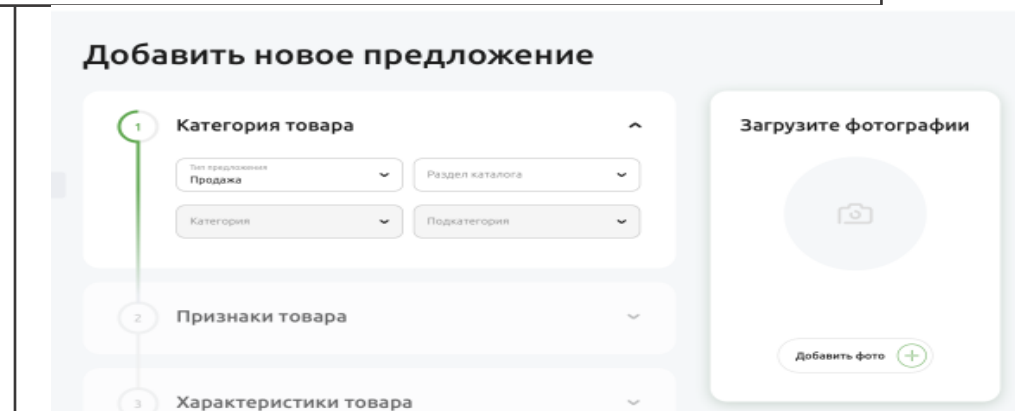 Добавить новое предложение
1 Категория товара
Тип предложения
Продажа
Раздел каталога
Категория
Подкатегория
2 Признаки товара
3 Характеристики товара
Загрузите фотографии
Добавить фото